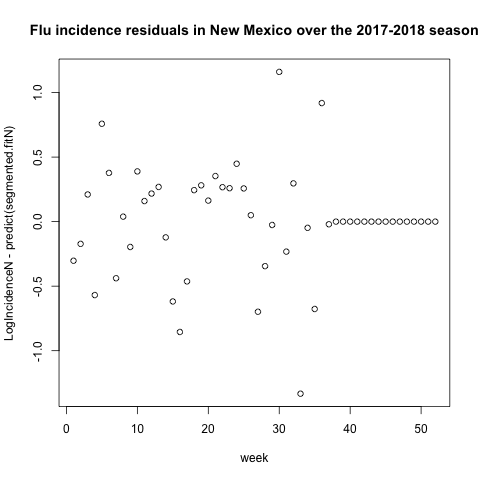 Flu incidence residuals in New Mexico over the 2017-2018 season
LogIncidenceN - predict(segmented.fitN)
1.0
0.5
0.0
-0.5
-1.0
0 10 20 30 40 50
week